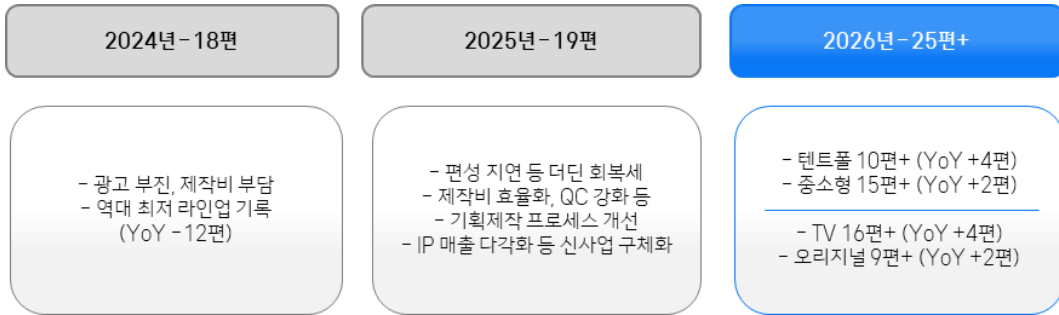 2024년-18편
2025년-19편
2026년-25편+
- 광고 부진, 제작비 부담
- 역대 최저 라인업 기록
(YoY -12편)
- 편성 지연 등 더딘 회복세
- 제작비 효율화, QC 강화 등
- 기획제작 프로세스 개선
- IP 매출 다각화 등 신사업 구체화
- 텐트폴 10편+ (YoY +4편)
- 중소형 15편+ (YoY +2편)
- TV 16편+ (YoY +4편)
- 오리지널 9편+ (YoY +2편)